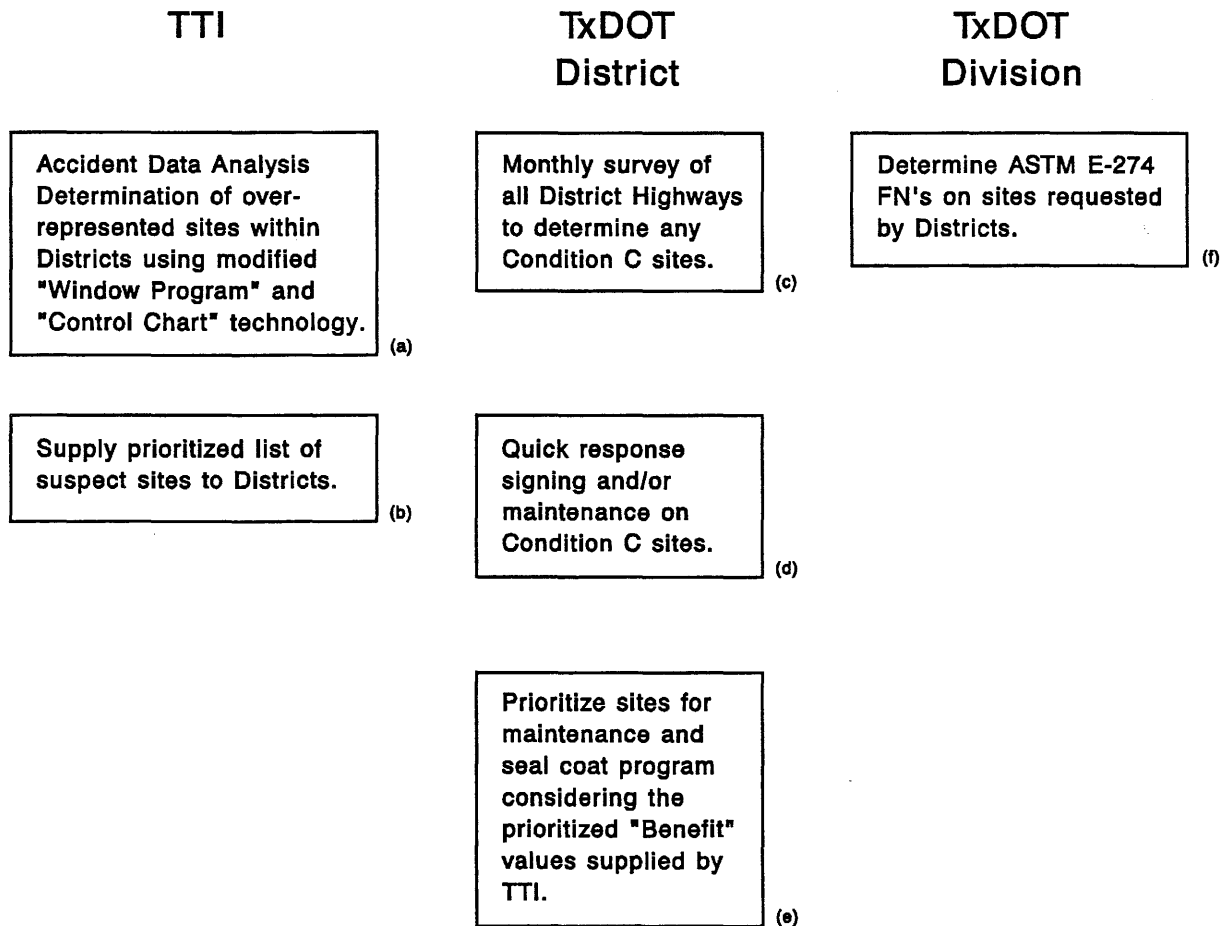 TTI
TxDOT
District
TxDOT
Division
Accident Data Analysis
Determination of over-
represented sites within
Districts using modified
"Window Program" and
"Control Chart" technology.
(a)
Supply prioritized list of
suspect sites to Districts.
(b)
Monthly survey of
all District Highways
to determine any
Condition C sites.
(c)
Quick response
signing and/or
maintenance on
Condition C sites.
(d)
Prioritize sites for
maintenance and
seal coat program
considering the
prioritized "Benefit"
values supplied by
TTI.
(e)
Determine ASTM E-274
FN's on sites requested
by Districts.
(f)